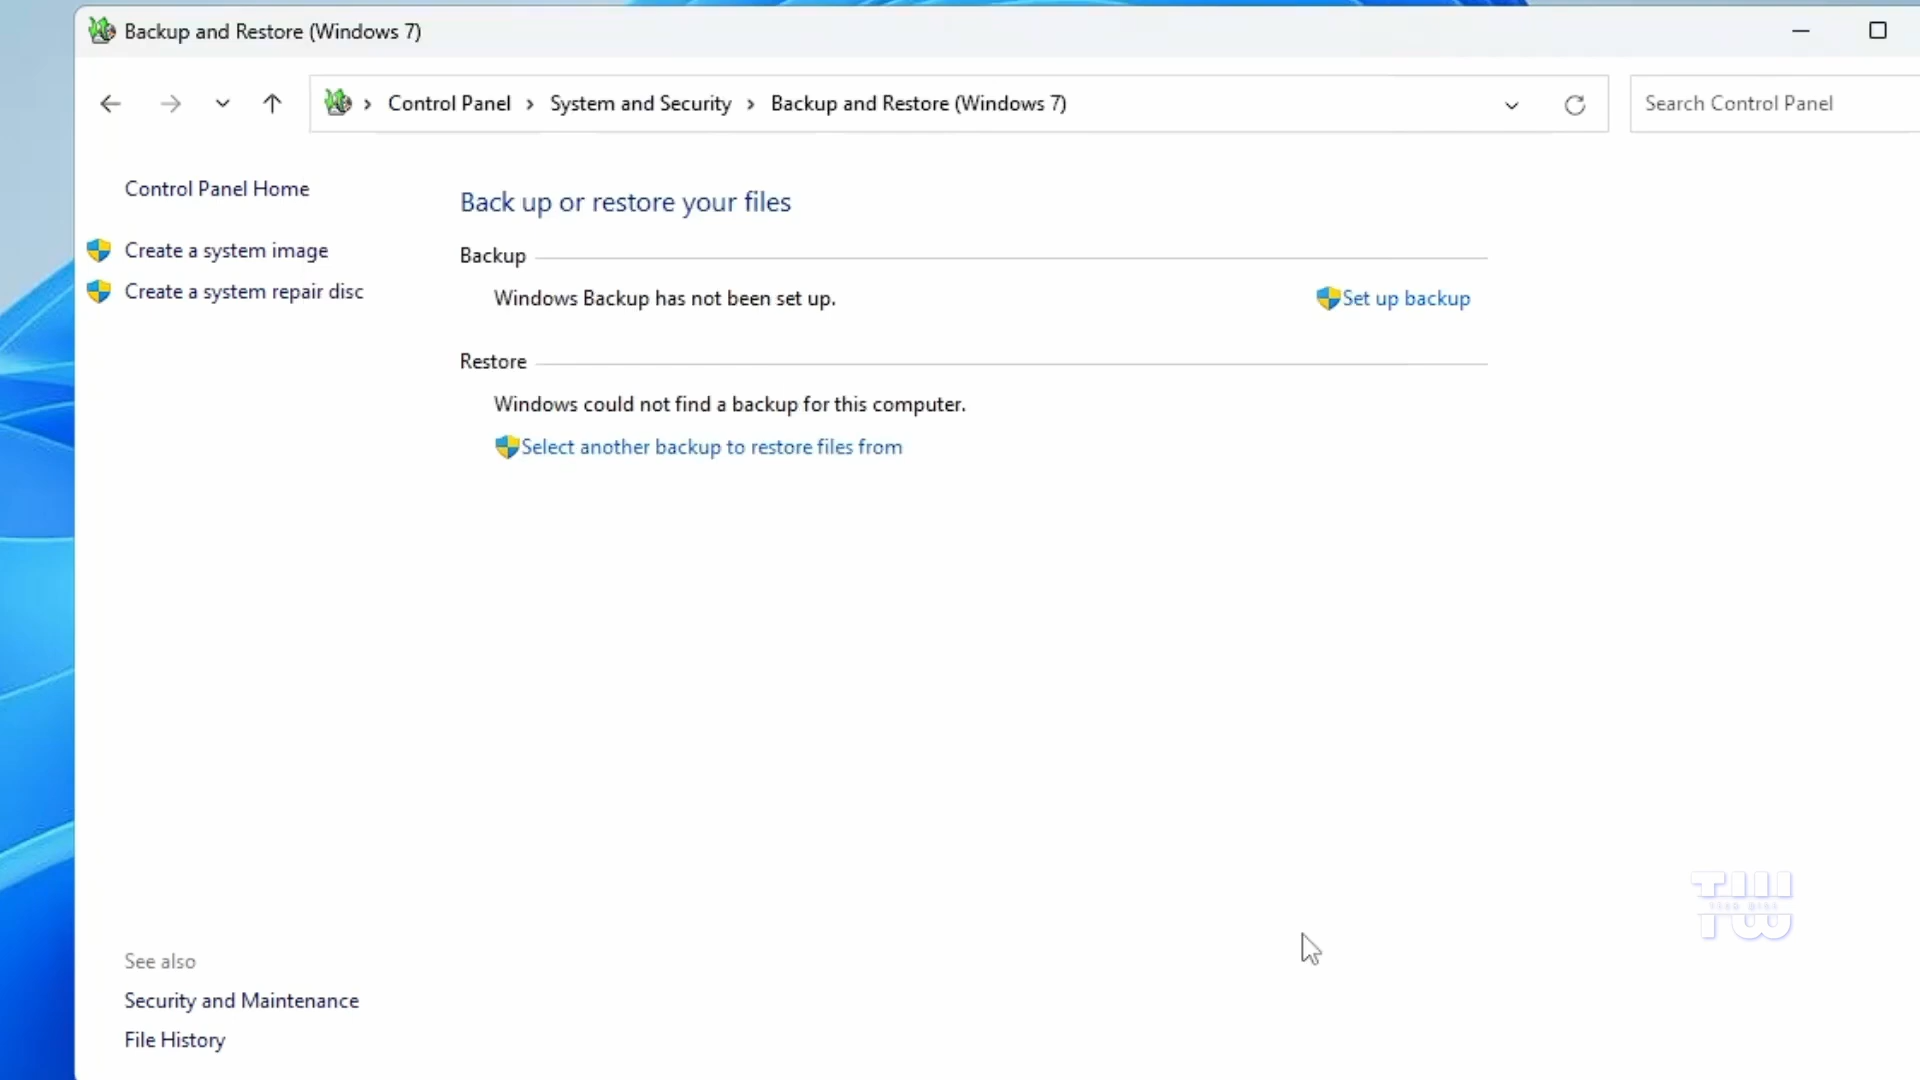 Backup and Restore (Windows 7)
Control Panel > System and Security > Backup and Restore (Windows 7)
Search Control Panel
Control Panel Home
Create a system image
Create a system repair disc
Back up or restore your files
Backup
Windows Backup has not been set up.
Set up backup
Restore
Windows could not find a backup for this computer.
Select another backup to restore files from
TW
See also
Security and Maintenance
File History